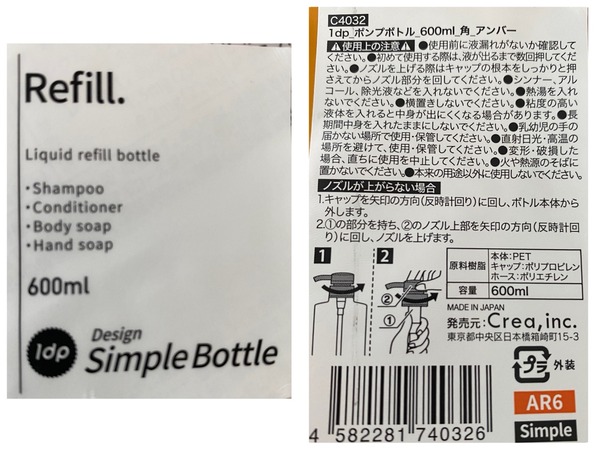 Refill.
Liquid refill bottle
・Shampoo
・Conditioner
・Body soap
・Hand soap
600ml
1dp
Design
Simple Bottle
C4032
1dp_ポンプボトル_600ml_角_アンバー
⚠使用上の注意⚠ ●使用前に液漏れがないか確認して
ください。●初めて使用する際は、液が出るまで数回押してく
ださい。●ノズルを上げる際はキャップの根本をしっかりと押
さえてからノズル部分を回してください。●シンナー、アル
コール、除光液などを入れないでください。●熱湯を入れ
ないでください。●横置きしないでください。●粘度の高い
液体を入れると中身が出にくくなる場合があります。●長
期間中身を入れたままにしないでください。●乳幼児の手の
届かない場所で使用・保管してください。●直射日光・高温の
場所を避けて、使用・保管してください。●変形・破損した
場合、直ちに使用を中止してください。●火や熱源のそばに
置かないでください。●本来の用途以外に使用しないでください。
ノズルが上がらない場合
1.キャップを矢印の方向(反時計回り)に回し、ボトル本体から
外します。
2.①の部分を持ち、②のノズル上部を矢印の方向(反時計回
り)に回し、ノズルを上げます。
1
2
②
①
原料樹脂
本体:PET
キャップ:ポリプロピレン
ホース:ポリエチレン
容量
600ml
MADE IN JAPAN
発売元:Crea,inc.
東京都中央区日本橋箱崎町15-3
プラ 外装
AR6
Simple
4 582281 740326